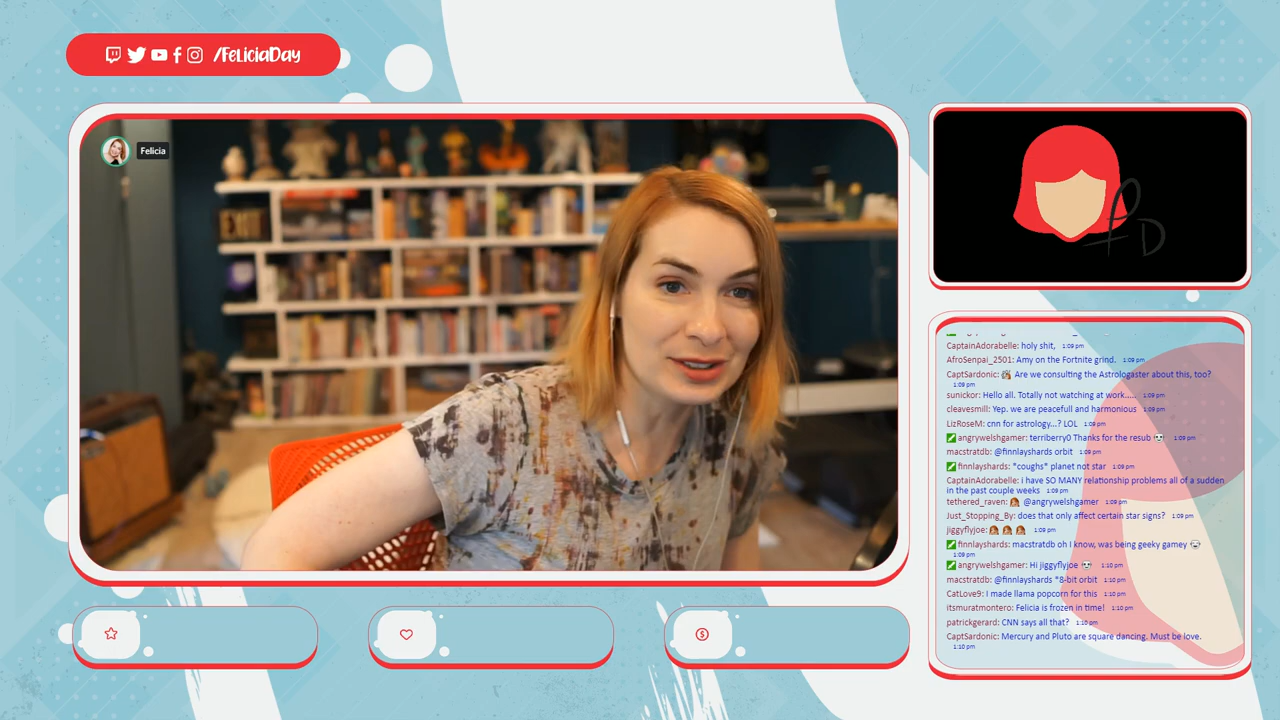 /FeLiciaDay
Felicia
EXIT
CaptainAdorabelle: holy shit, 1:09 pm
AfroSenpai_2501: Amy on the Fortnite grind. 1:09 pm
CaptSardonic: Are we consulting the Astrologaster about this, too?
1:09 pm
sunickor: Hello all. Totally not watching at work..... 1:09 pm
cleavesmill: Yep. we are peacefull and harmonious 1:09 pm
LizRoseM: cnn for astrology...? LOL 1:09 pm
angrywelshgamer: terriberry0 Thanks for the resub 1:09 pm
macstratdb: @finnlayshards orbit 1:09 pm
finnlayshards: *coughs* planet not star 1:09 pm
CaptainAdorabelle: i have SO MANY relationship problems all of a sudden
in the past couple weeks 1:09 pm
tethered_raven: @angrywelshgamer 1:09 pm
Just_Stopping_By: does that only affect certain star signs? 1:09 pm
jiggyflyjoe: 1:09 pm
finnlayshards: macstratdb oh I know, was being geeky gamey
1:09 pm
angrywelshgamer: Hi jiggyflyjoe 1:10 pm
macstratdb: @finnlayshards *8-bit orbit 1:10 pm
CatLove9: I made llama popcorn for this 1:10 pm
itsmuratmontero: Felicia is frozen in time! 1:10 pm
patrickgerard: CNN says all that? 1:10 pm
CaptSardonic: Mercury and Pluto are square dancing. Must be love.
1:10 pm